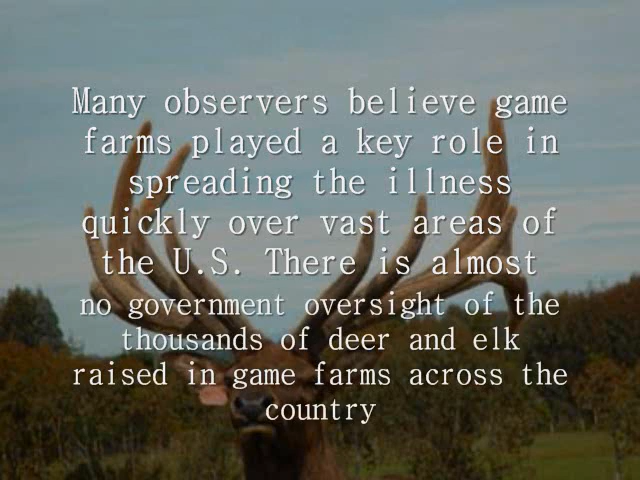 Many observers believe game
farms played a key role in
spreading the illness
quickly over vast areas of
the U.S. There is almost
no government oversight of the
thousands of deer and elk
raised in game farms across the
country